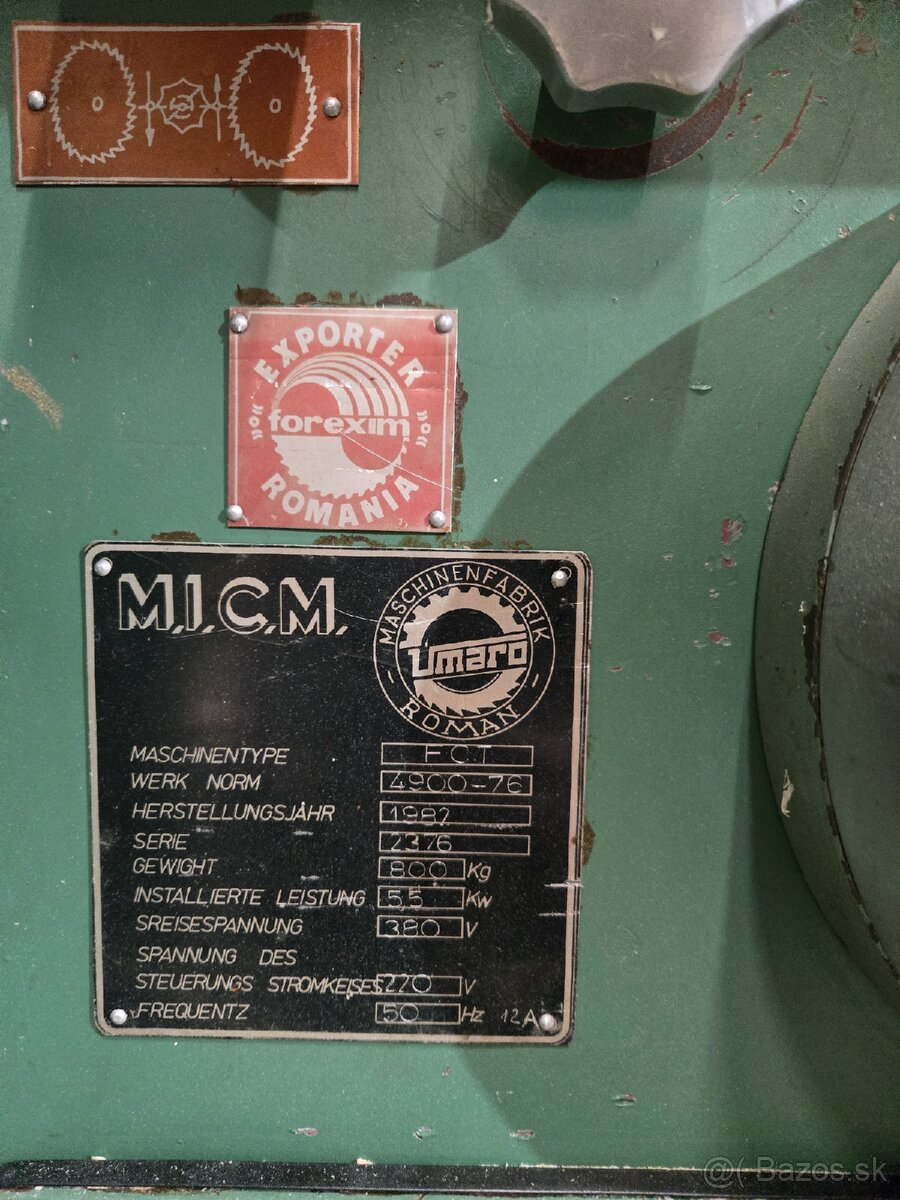 EXPORTER
forexim
ROMANIA
M.I.C.M.
MASCHINENFABRIK
Umaro
ROMAN
MASCHINENTYPE FCT
WERK NORM 4900-76
HERSTELLUNGSJAHR 1987
SERIE 2376
GEWIGHT 800 Kg
INSTALLIERTE LEISTUNG 5,5 Kw
SREISESPANNUNG 380 V
SPANNUNG DES
STEUERUNGS STROMKEISES 220 V
FREQUENTZ 50 Hz 12A
@( Bazos.sk